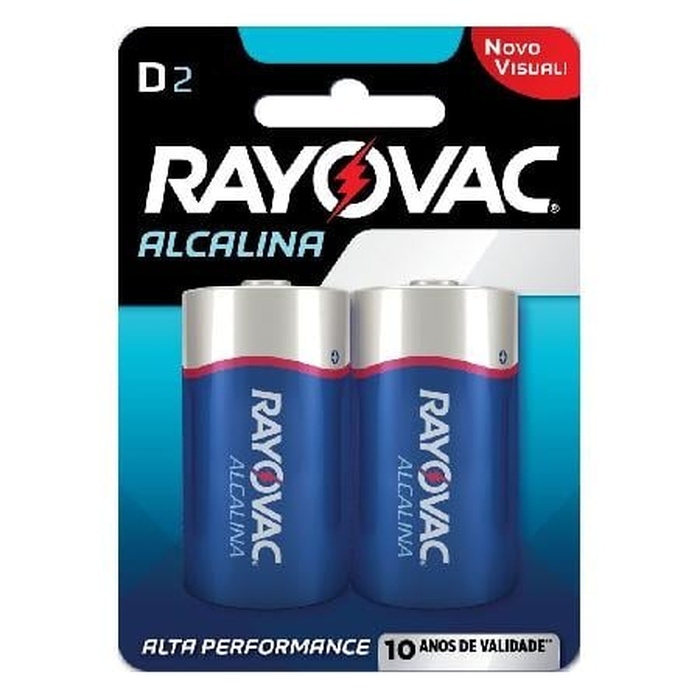 Novo
Visual!
D2
RAYOVAC®
ALCALINA
RAYOVAC
ALCALINA
RAYOVAC
ALCALINA
ALTA PERFORMANCE
10 ANOS DE VALIDADE**